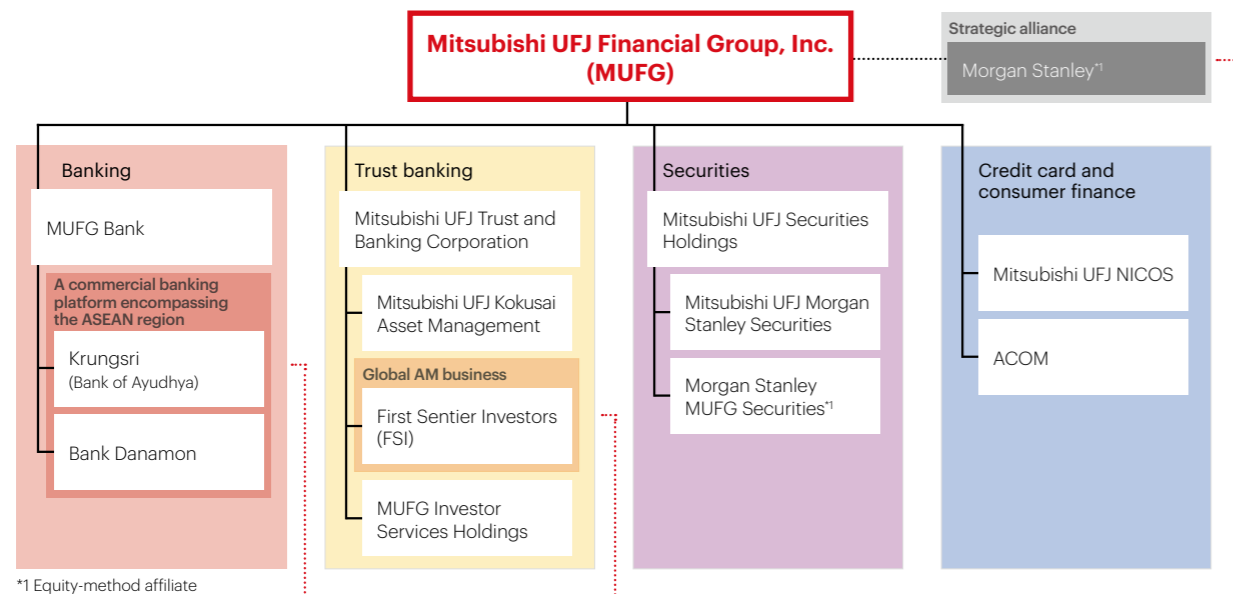 Mitsubishi UFJ Financial Group, Inc.
(MUFG)
Strategic alliance
Morgan Stanley*1
Banking
MUFG Bank
A commercial banking
platform encompassing
the ASEAN region
Krungsri
(Bank of Ayudhya)
Bank Danamon
Trust banking
Mitsubishi UFJ Trust and
Banking Corporation
Mitsubishi UFJ Kokusai
Asset Management
Global AM business
First Sentier Investors
(FSI)
MUFG Investor
Services Holdings
Securities
Mitsubishi UFJ Securities
Holdings
Mitsubishi UFJ Morgan
Stanley Securities
Morgan Stanley
MUFG Securities*1
Credit card and
consumer finance
Mitsubishi UFJ NICOS
ACOM
*1 Equity-method affiliate